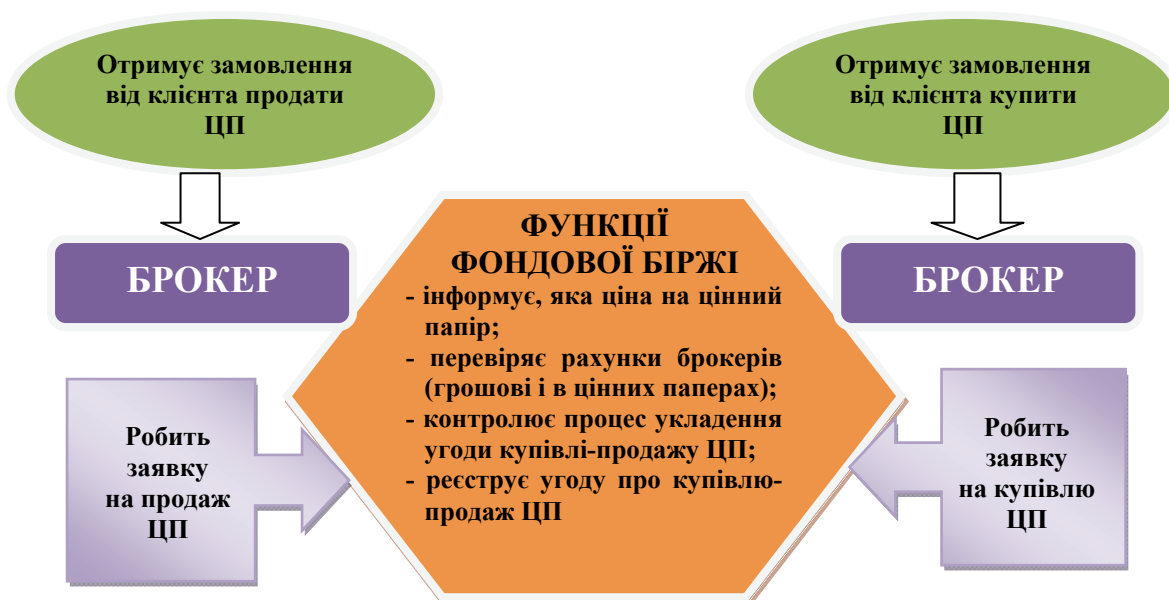 Отримує замовлення
від клієнта продати
ЦП
Отримує замовлення
від клієнта купити
ЦП
БРОКЕР
БРОКЕР
ФУНКЦІЇ
ФОНДОВОЇ БІРЖІ
- інформує, яка ціна на цінний
папір;
- перевіряє рахунки брокерів
(грошові і в цінних паперах);
- контролює процес укладення
угоди купівлі-продажу ЦП;
- реєструє угоду про купівлю-
продаж ЦП
Робить
заявку
на продаж
ЦП
Робить
заявку
на купівлю
ЦП